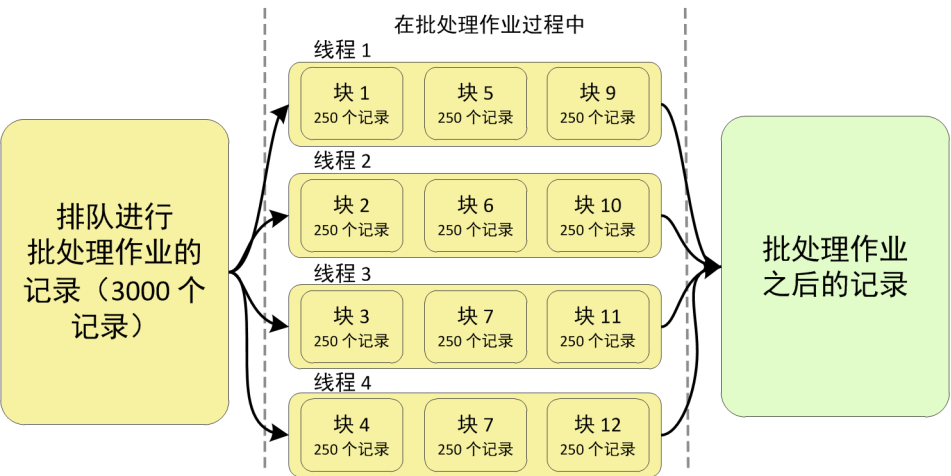 在批处理作业过程中
排队进行
批处理作业的
记录（3000 个
记录）
线程 1
块 1
250 个记录
块 5
250 个记录
块 9
250 个记录
线程 2
块 2
250 个记录
块 6
250 个记录
块 10
250 个记录
线程 3
块 3
250 个记录
块 7
250 个记录
块 11
250 个记录
线程 4
块 4
250 个记录
块 7
250 个记录
块 12
250 个记录
批处理作业
之后的记录